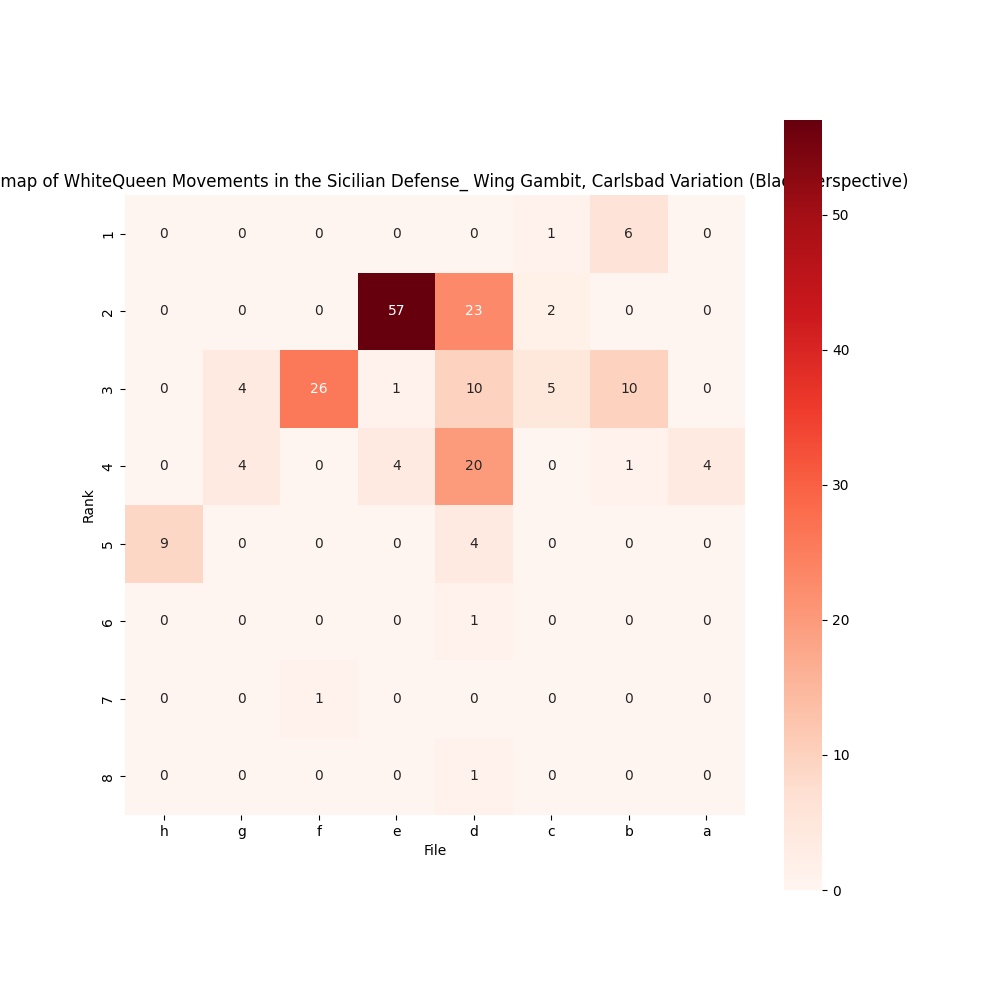 map of WhiteQueen Movements in the Sicilian Defense_ Wing Gambit, Carlsbad Variation (Bla erspective)
1 0 0 0 0 0 1 6 0
2 0 0 0 57 23 2 0 0
3 0 4 26 1 10 5 10 0
4 0 4 0 4 20 0 1 4
5 9 0 0 0 4 0 0 0
6 0 0 0 0 1 0 0 0
7 0 0 1 0 0 0 0 0
8 0 0 0 0 1 0 0 0
h g f e d c b a
File
Rank
50
40
30
20
10
0